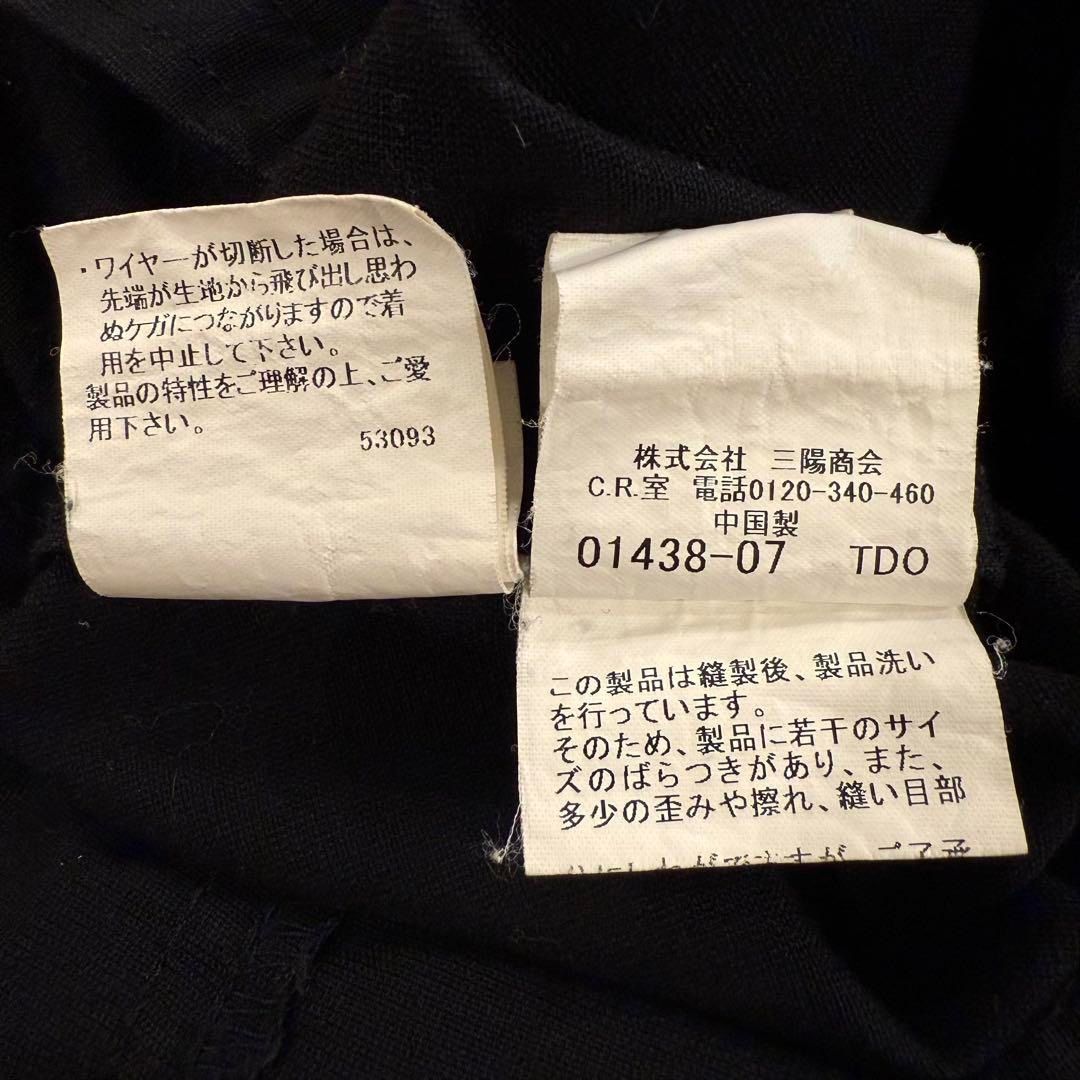 ・ワイヤーが切断した場合は、
先端が生地から飛び出し思わ
ぬケガにつながりますので着
用を中止して下さい。
製品の特性をご理解の上、ご愛
用下さい。
53093
株式会社 三陽商会
C.R.室 電話0120-340-460
中国製
01438-07 TDO
この製品は縫製後、製品洗い
を行っています。
そのため、製品に若干のサイ
ズのばらつきがあり、また、
多少の歪みや擦れ、縫い目部